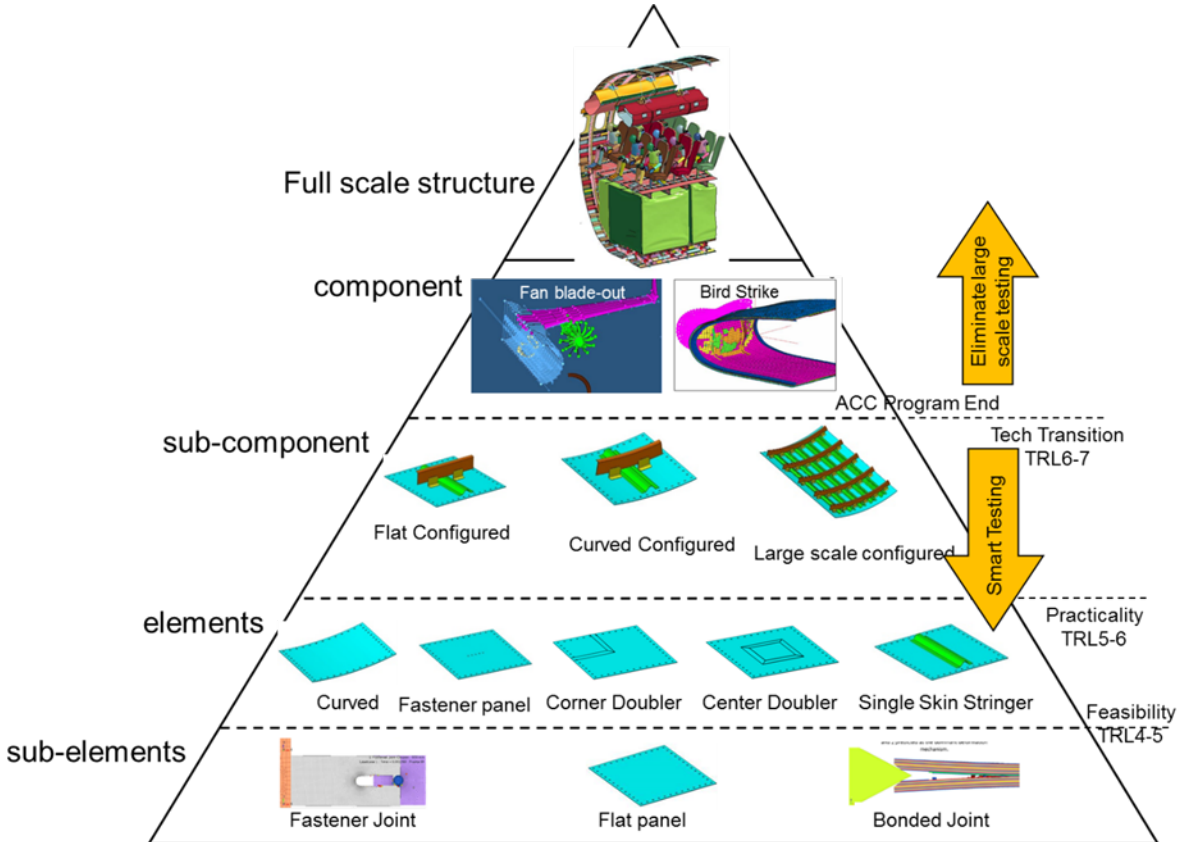 Full scale structure
component
Fan blade-out
Bird Strike
Eliminate large
scale testing
ACC Program End
sub-component
Tech Transition
TRL6-7
Flat Configured
Curved Configured
Large scale configured
Smart Testing
elements
Practicality
TRL5-6
Curved
Fastener panel
Corner Doubler
Center Doubler
Single Skin Stringer
Feasibility
TRL4-5
sub-elements
mechanism.
Fastener Joint
Flat panel
Bonded Joint